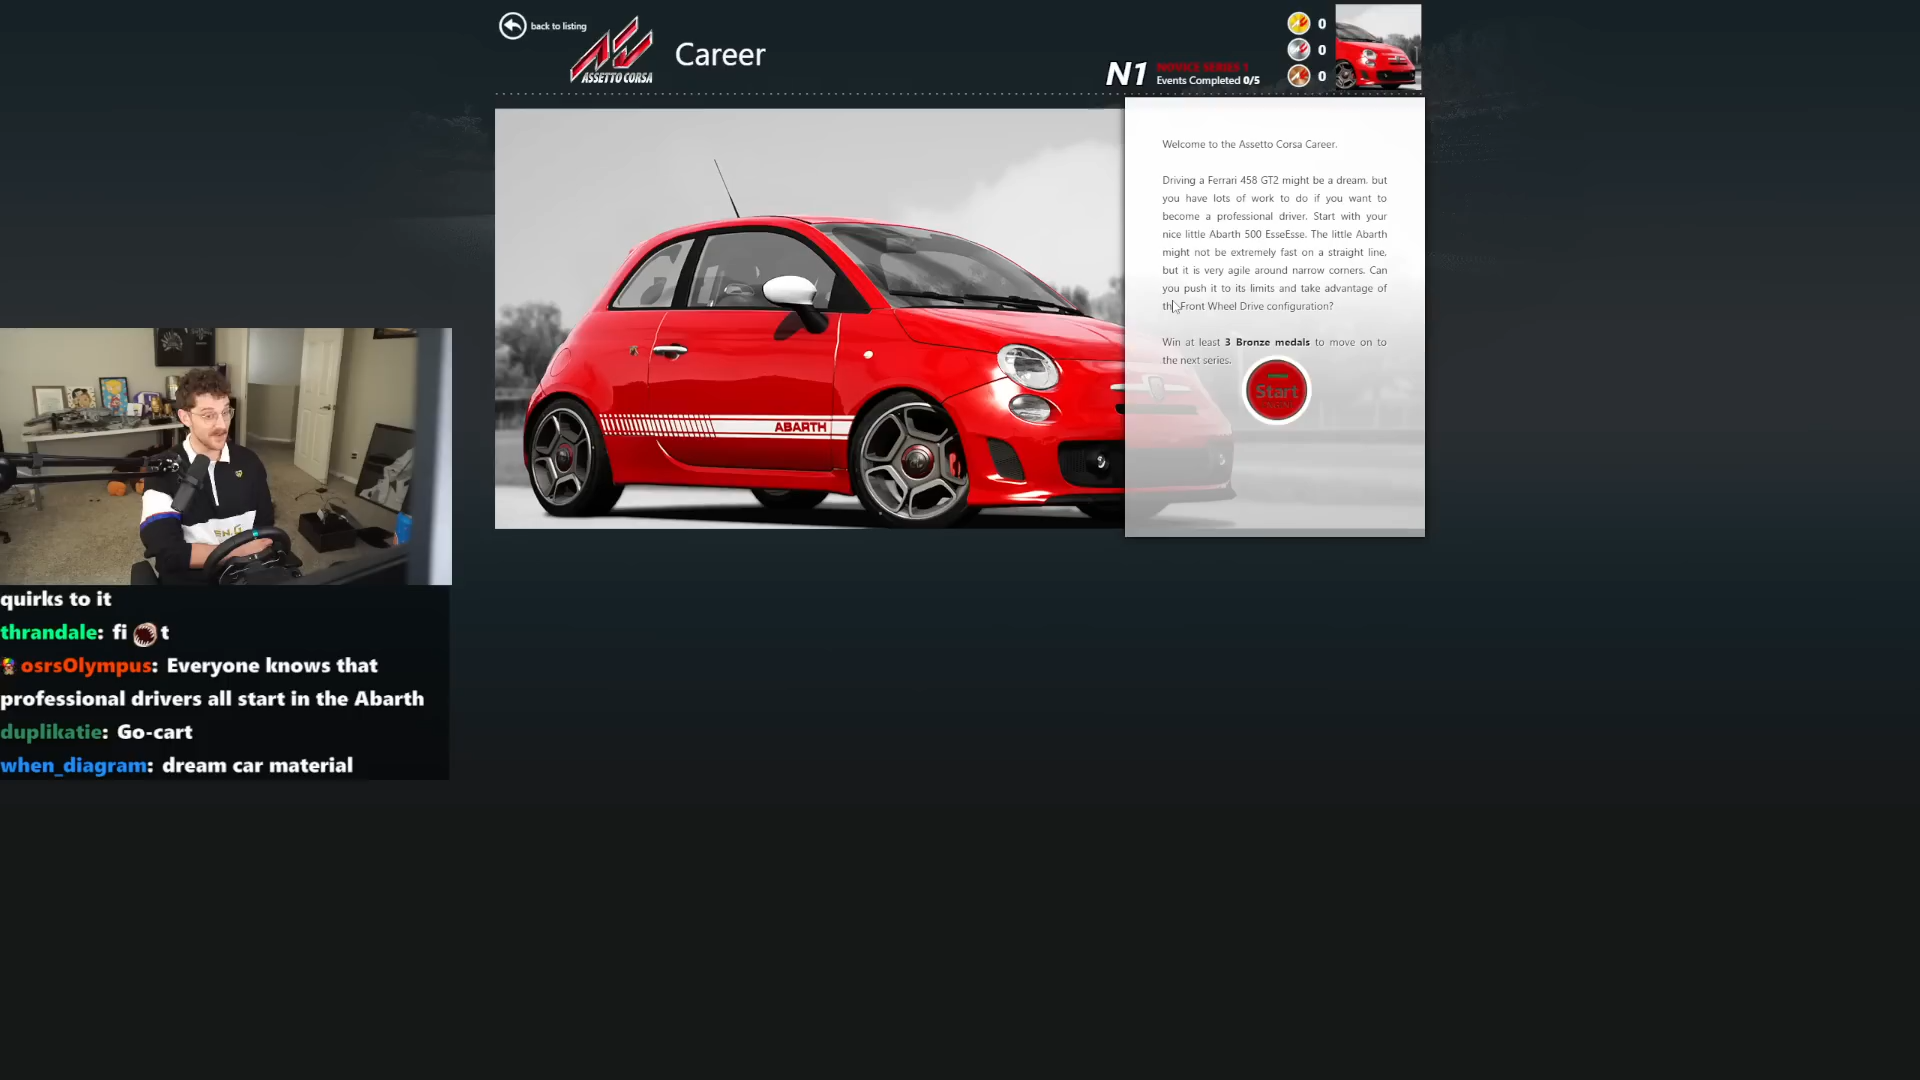 back to listing
ASSETTO CORSA
Career
N1
NOVICE SERIES 1
Events Completed 0/5
0
0
0
Welcome to the Assetto Corsa Career.
Driving a Ferrari 458 GT2 might be a dream, but
you have lots of work to do if you want to
become a professional driver. Start with your
nice little Abarth 500 EsseEsse. The little Abarth
might not be extremely fast on a straight line,
but it is very agile around narrow corners. Can
you push it to its limits and take advantage of
the Front Wheel Drive configuration?
Win at least 3 Bronze medals to move on to
the next series.
Start
ABARTH
quirks to it
thrandale: fi t
osrsOlympus: Everyone knows that
professional drivers all start in the Abarth
duplikatie: Go-cart
when_diagram: dream car material